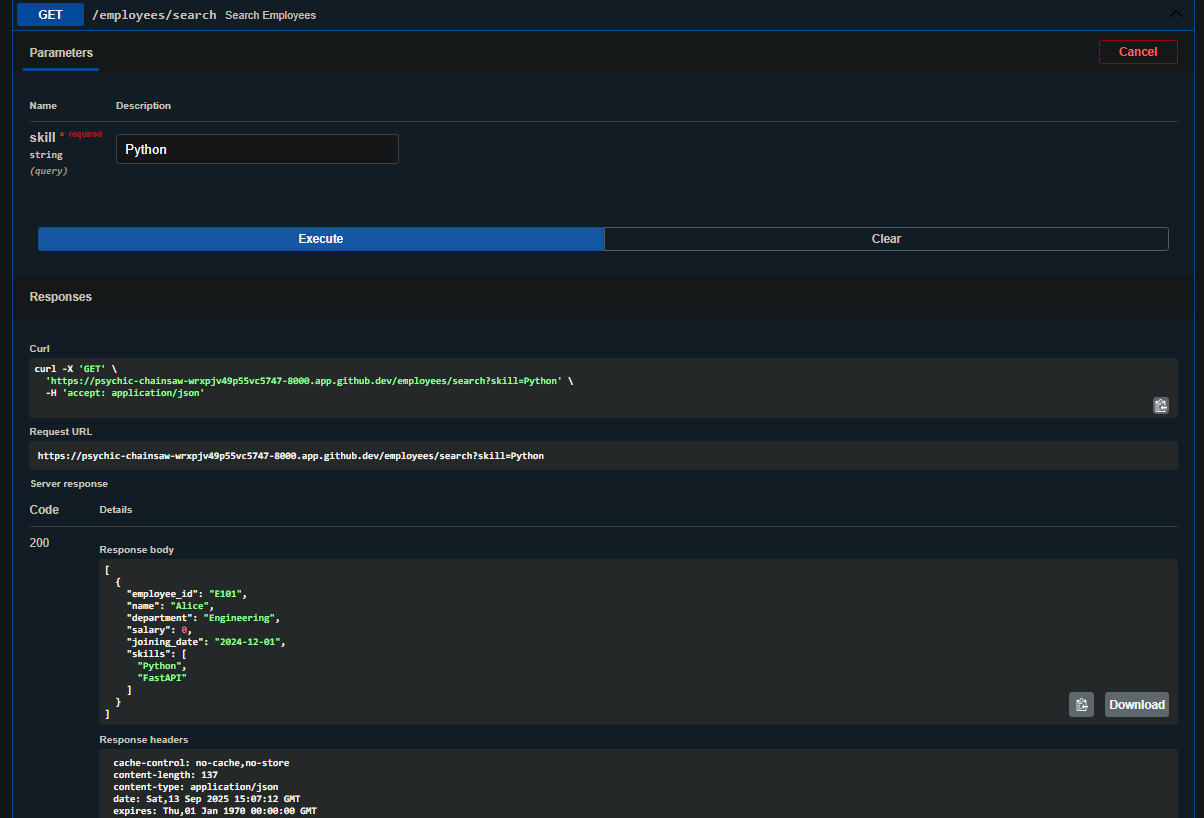 GET /employees/search Search Employees
Parameters
Cancel
Name Description
skill * required
string
(query)
Python
Execute Clear
Responses
Curl
curl -X 'GET' \
  'https://psychic-chainsaw-wrxpjv49p55vc5747-8000.app.github.dev/employees/search?skill=Python' \
  -H 'accept: application/json'
Request URL
https://psychic-chainsaw-wrxpjv49p55vc5747-8000.app.github.dev/employees/search?skill=Python
Server response
Code Details
200
Response body
[
  {
    "employee_id": "E101",
    "name": "Alice",
    "department": "Engineering",
    "salary": 0,
    "joining_date": "2024-12-01",
    "skills": [
      "Python",
      "FastAPI"
    ]
  }
]
Download
Response headers
cache-control: no-cache,no-store
content-length: 137
content-type: application/json
date: Sat,13 Sep 2025 15:07:12 GMT
expires: Thu,01 Jan 1970 00:00:00 GMT